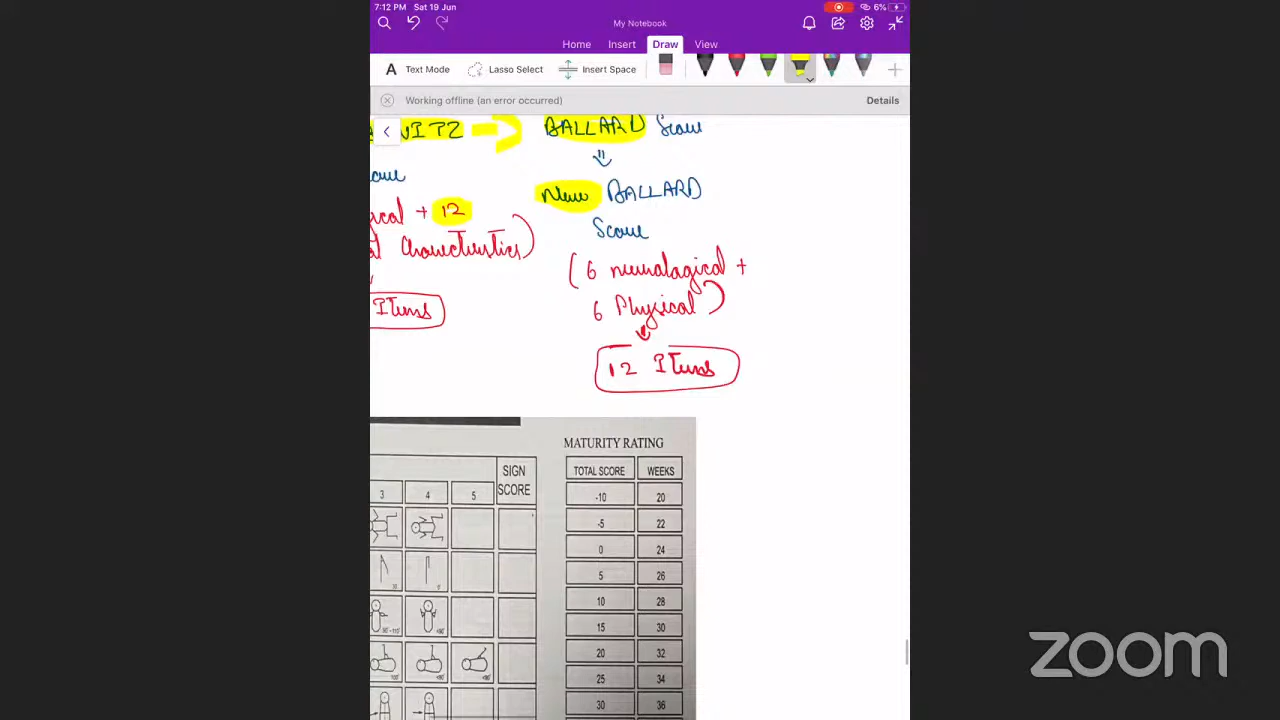 7:12 PM Sat 19 Jun
6%
My Notebook
Home Insert Draw View
A Text Mode Lasso Select Insert Space
Working offline (an error occurred) Details
WITZ BALLARD Score
New BALLARD
Score
+ 12
Characteristics)
Items
(6 neurological +
6 Physical)
12 Items
SIGN
SCORE
3 4 5
MATURITY RATING
TOTAL SCORE WEEKS
-10 20
-5 22
0 24
5 26
10 28
15 30
20 32
25 34
30 36
zoom